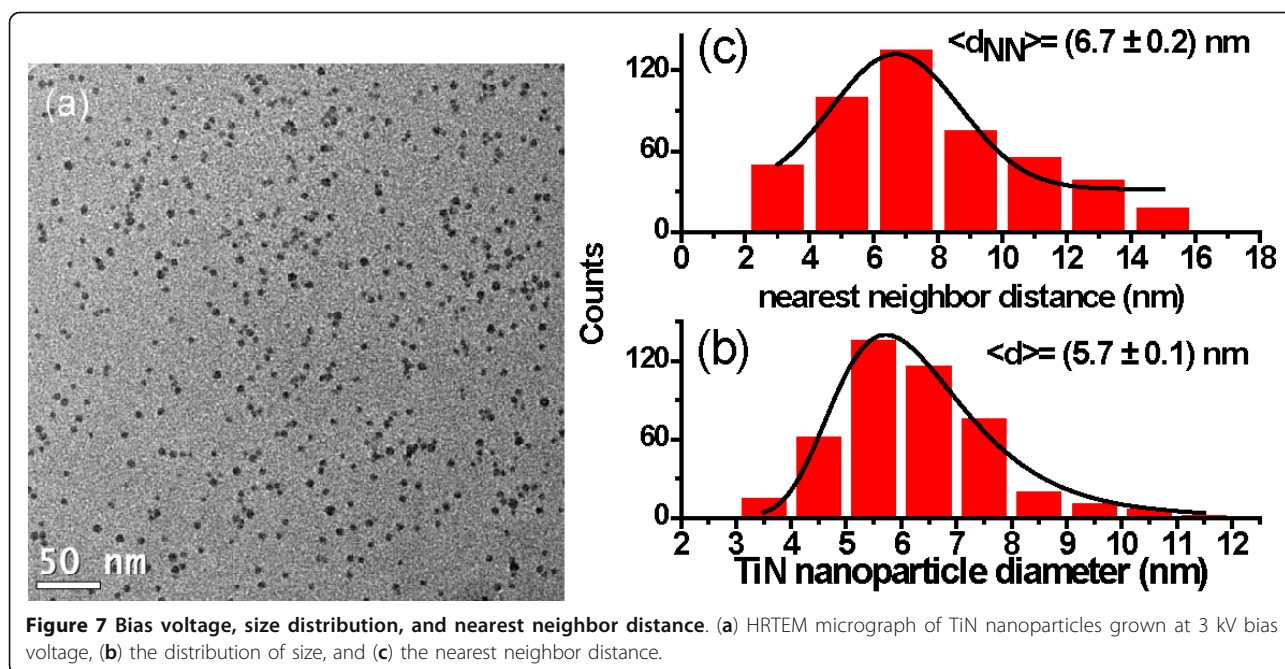 (a)
50 nm
(c)
<dNN>= (6.7 ± 0.2) nm
120
60
0
0 2 4 6 8 10 12 14 16 18
nearest neighbor distance (nm)
Counts
(b)
<d>= (5.7 ± 0.1) nm
120
60
0
2 3 4 5 6 7 8 9 10 11 12
TiN nanoparticle diameter (nm)
Figure 7 Bias voltage, size distribution, and nearest neighbor distance. (a) HRTEM micrograph of TiN nanoparticles grown at 3 kV bias
voltage, (b) the distribution of size, and (c) the nearest neighbor distance.